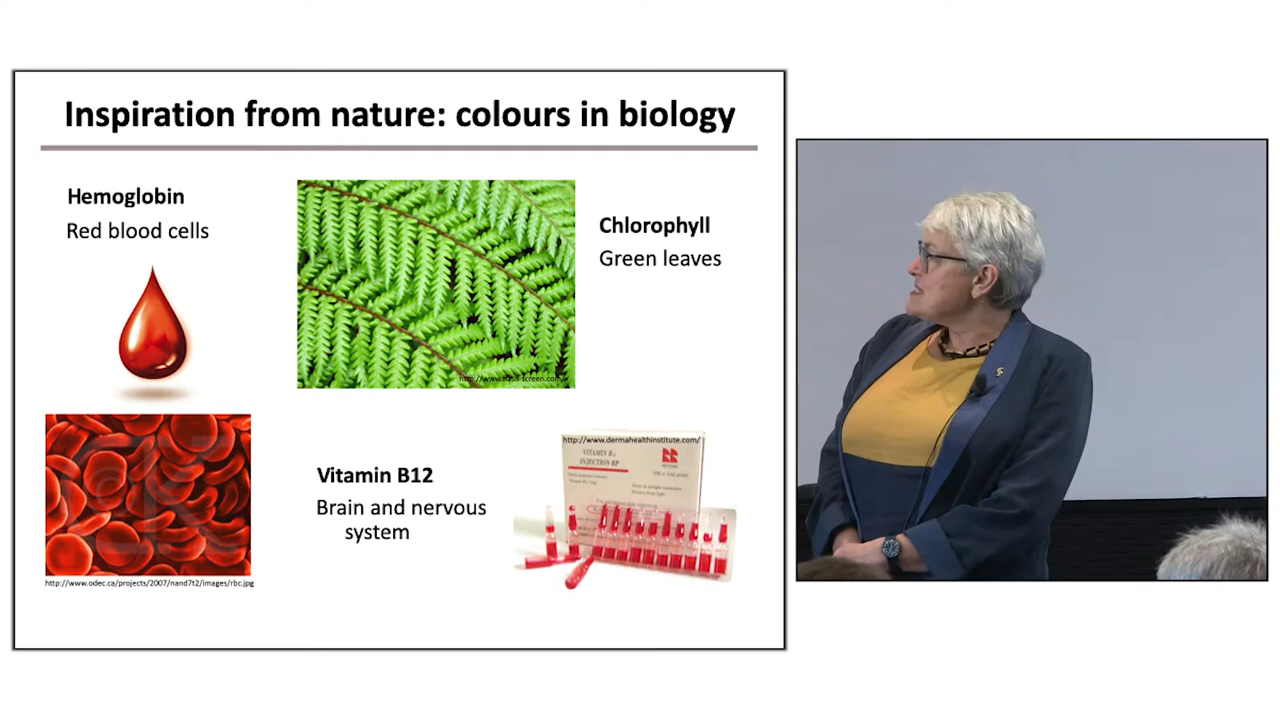 Inspiration from nature: colours in biology
Hemoglobin
Red blood cells
Chlorophyll
Green leaves
http://www.odec.ca/projects/2007/nand7t2/images/rbc.jpg
Vitamin B12
Brain and nervous
system
http://www.dermahealthinstitute.com/
VITAMIN B12
INJECTION BP